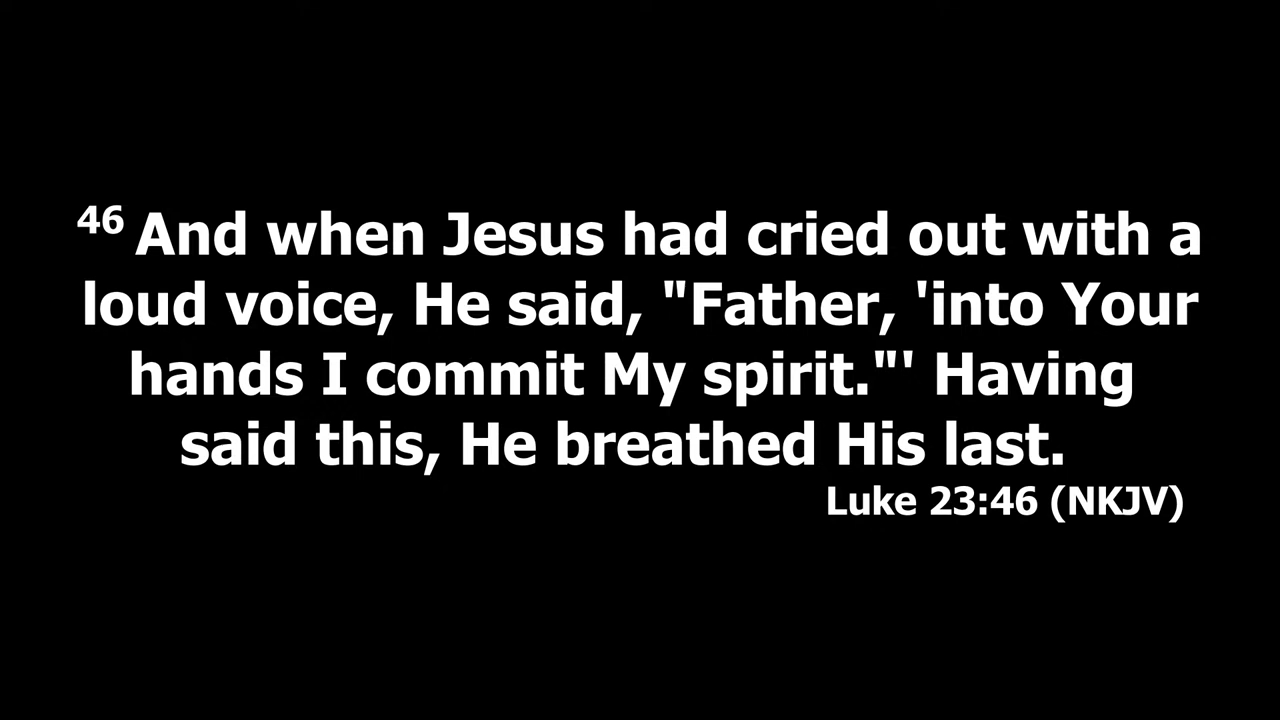 46 And when Jesus had cried out with a
loud voice, He said, "Father, 'into Your
hands I commit My spirit."' Having
said this, He breathed His last.
Luke 23:46 (NKJV)